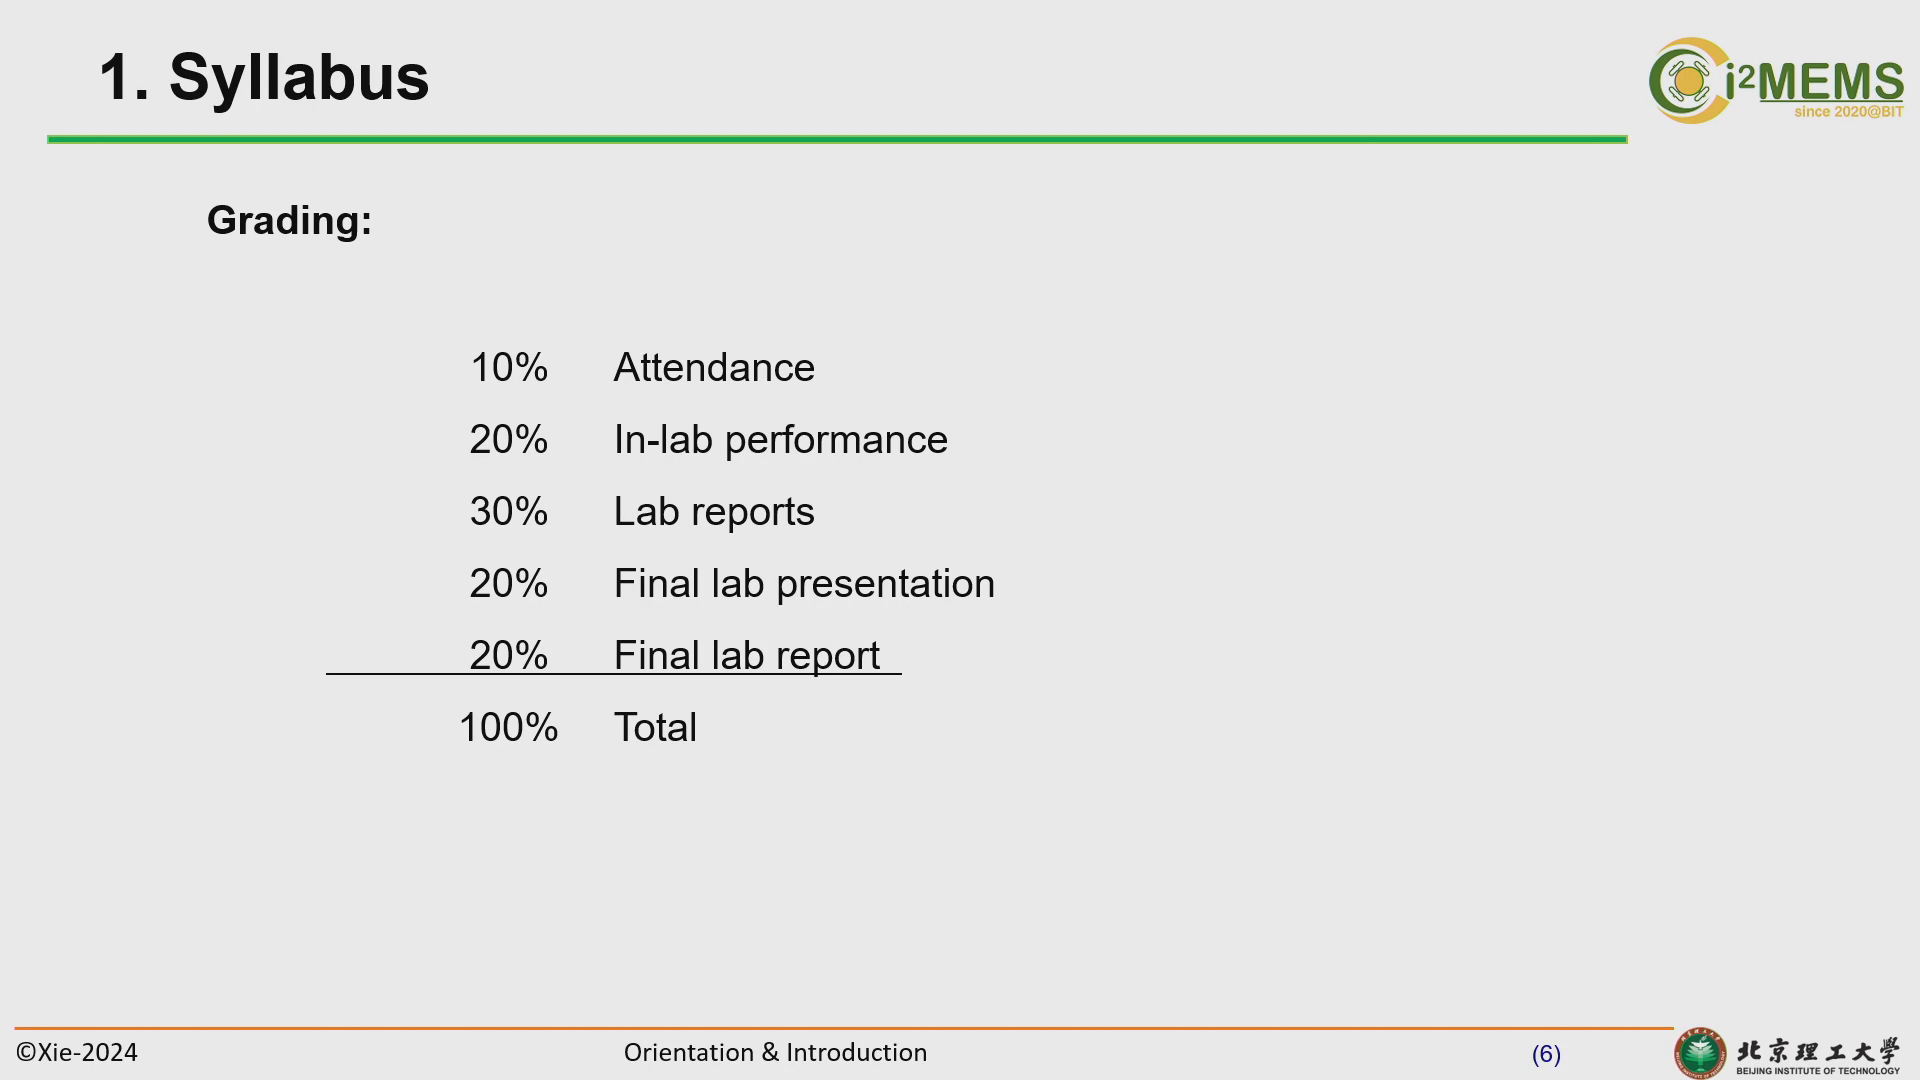 1. Syllabus
i²MEMS
since 2020@BIT
Grading:
10% Attendance
20% In-lab performance
30% Lab reports
20% Final lab presentation
20% Final lab report
100% Total
©Xie-2024
Orientation & Introduction
(6)
北京理工大学
BEIJING INSTITUTE OF TECHNOLOGY